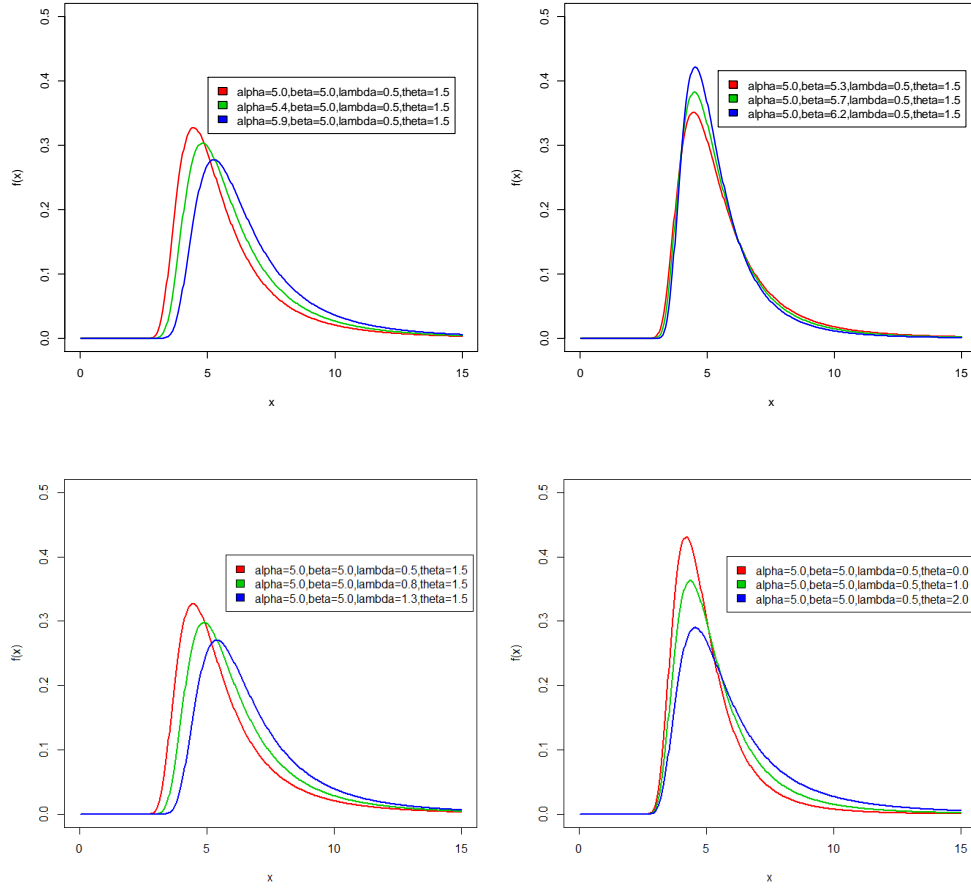 0.5
0.4
0.3
0.2
0.1
0.0
f(x)
alpha=5.0,beta=5.0,lambda=0.5,theta=1.5
alpha=5.4,beta=5.0,lambda=0.5,theta=1.5
alpha=5.9,beta=5.0,lambda=0.5,theta=1.5
0 5 10 15
x
0.5
0.4
0.3
0.2
0.1
0.0
f(x)
alpha=5.0,beta=5.3,lambda=0.5,theta=1.5
alpha=5.0,beta=5.7,lambda=0.5,theta=1.5
alpha=5.0,beta=6.2,lambda=0.5,theta=1.5
0 5 10 15
x
0.5
0.4
0.3
0.2
0.1
0.0
f(x)
alpha=5.0,beta=5.0,lambda=0.5,theta=1.5
alpha=5.0,beta=5.0,lambda=0.8,theta=1.5
alpha=5.0,beta=5.0,lambda=1.3,theta=1.5
0 5 10 15
x
0.5
0.4
0.3
0.2
0.1
0.0
f(x)
alpha=5.0,beta=5.0,lambda=0.5,theta=0.0
alpha=5.0,beta=5.0,lambda=0.5,theta=1.0
alpha=5.0,beta=5.0,lambda=0.5,theta=2.0
0 5 10 15
x